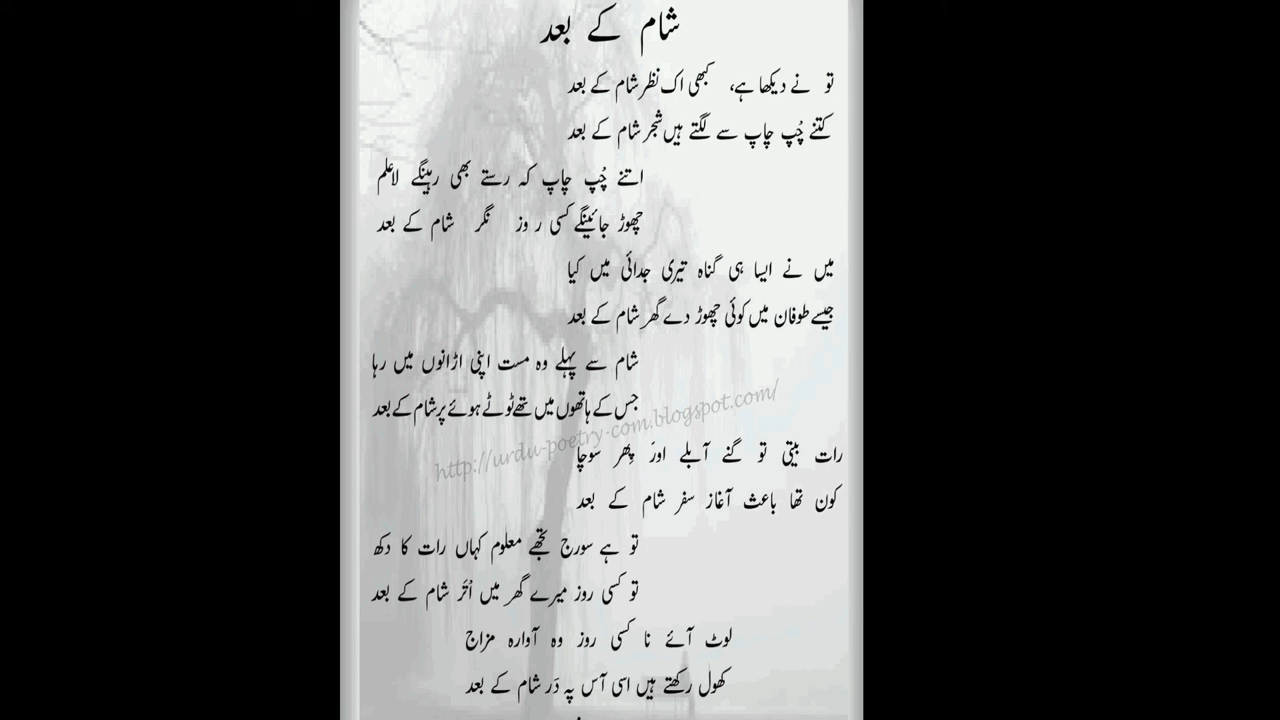 شام کے بعد
تو نے دیکھا ہے، کبھی اک نظر شام کے بعد
کتنے چُپ چاپ سے لگتے ہیں شجر شام کے بعد
اتنے چُپ چاپ کہ رستے بھی رہینگے لاعلم
چھوڑ جائینگے کسی روز نگر شام کے بعد
میں نے ایسا ہی گناہ تیری جدائی میں کیا
جیسے طوفان میں کوئی چھوڑ دے گھر شام کے بعد
شام سے پہلے وہ مست اپنی اڑانوں میں رہا
جس کے ہاتھوں میں تھے ٹوٹے ہوئے پر شام کے بعد
http://urdu-poetry-com.blogspot.com/
رات بیتی تو گنے آبلے اورَ پِھر سوچا
کون تھا باعث آغاز سفر شام کے بعد
تو ہے سورج تجھے معلوم کہاں رات کا دکھ
تو کسی روز میرے گھر میں اُتَر شام کے بعد
لوٹ آئے نا کسی روز وہ آوارہ مزاج
کھول رکھتے ہیں اسی آس پہ دَر شام کے بعد